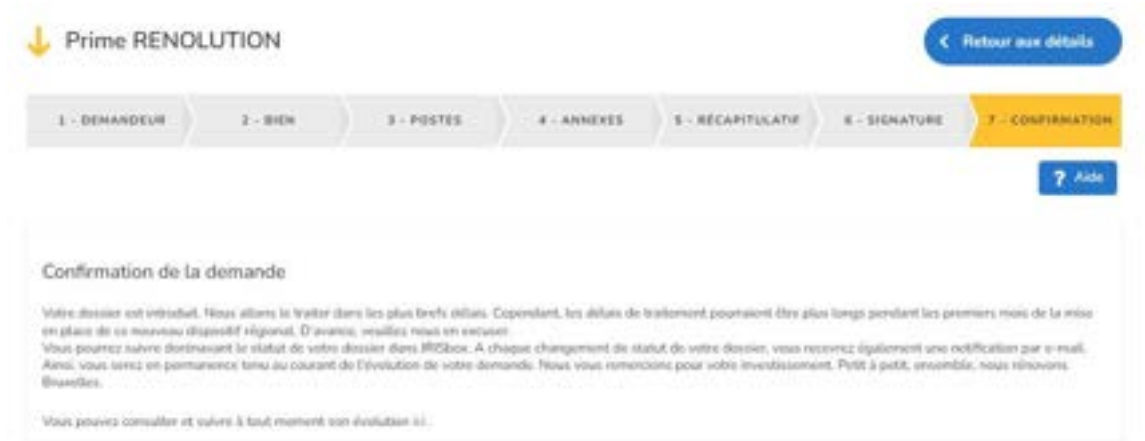 Prime RENOLUTION
Retour aux détails
1 - DEMANDEUR 2 - BIEN 3 - POSTES 4 - ANNEXES 5 - RÉCAPITULATIF 6 - SIGNATURE 7 - CONFIRMATION
? Aide
Confirmation de la demande
Votre dossier est introduit. Nous allons le traiter dans les plus brefs délais. Cependant, les délais de traitement pourraient être plus longs pendant les premiers mois de la mise
en place de ce nouveau dispositif régional. D'avance, veuillez nous en excuser.
Vous pourrez suivre dorénavant le statut de votre dossier dans IRISbox. A chaque changement de statut de votre dossier, vous recevrez également une notification par e-mail.
Ainsi, vous serez en permanence tenu au courant de l'évolution de votre demande. Nous vous remercions pour votre investissement. Petit à petit, ensemble, nous rénovons
Bruxelles.
Vous pouvez consulter et suivre à tout moment son évolution ici .